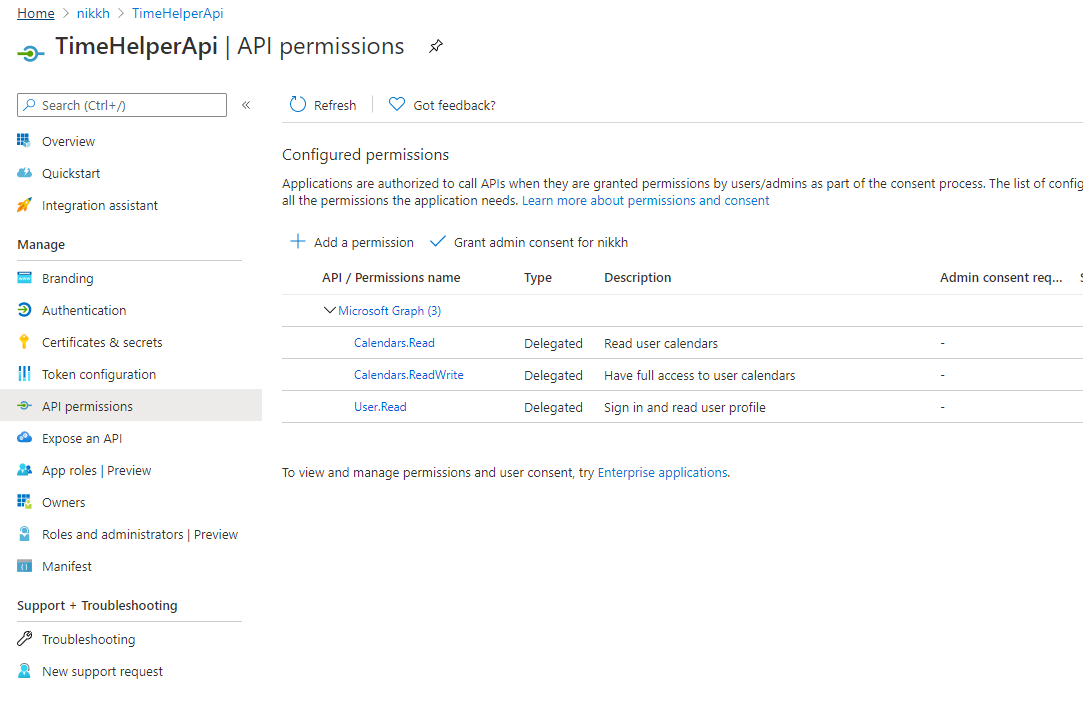 Home > nikkh > TimeHelperApi
TimeHelperApi | API permissions
Search (Ctrl+/)
«
Overview
Quickstart
Integration assistant
Manage
Branding
Authentication
Certificates & secrets
Token configuration
API permissions
Expose an API
App roles | Preview
Owners
Roles and administrators | Preview
Manifest
Support + Troubleshooting
Troubleshooting
New support request
Refresh
Got feedback?
Configured permissions
Applications are authorized to call APIs when they are granted permissions by users/admins as part of the consent process. The list of config
all the permissions the application needs. Learn more about permissions and consent
Add a permission
Grant admin consent for nikkh
API / Permissions name Type Description Admin consent req... S
Microsoft Graph (3)
Calendars.Read Delegated Read user calendars -
Calendars.ReadWrite Delegated Have full access to user calendars -
User.Read Delegated Sign in and read user profile -
To view and manage permissions and user consent, try Enterprise applications.